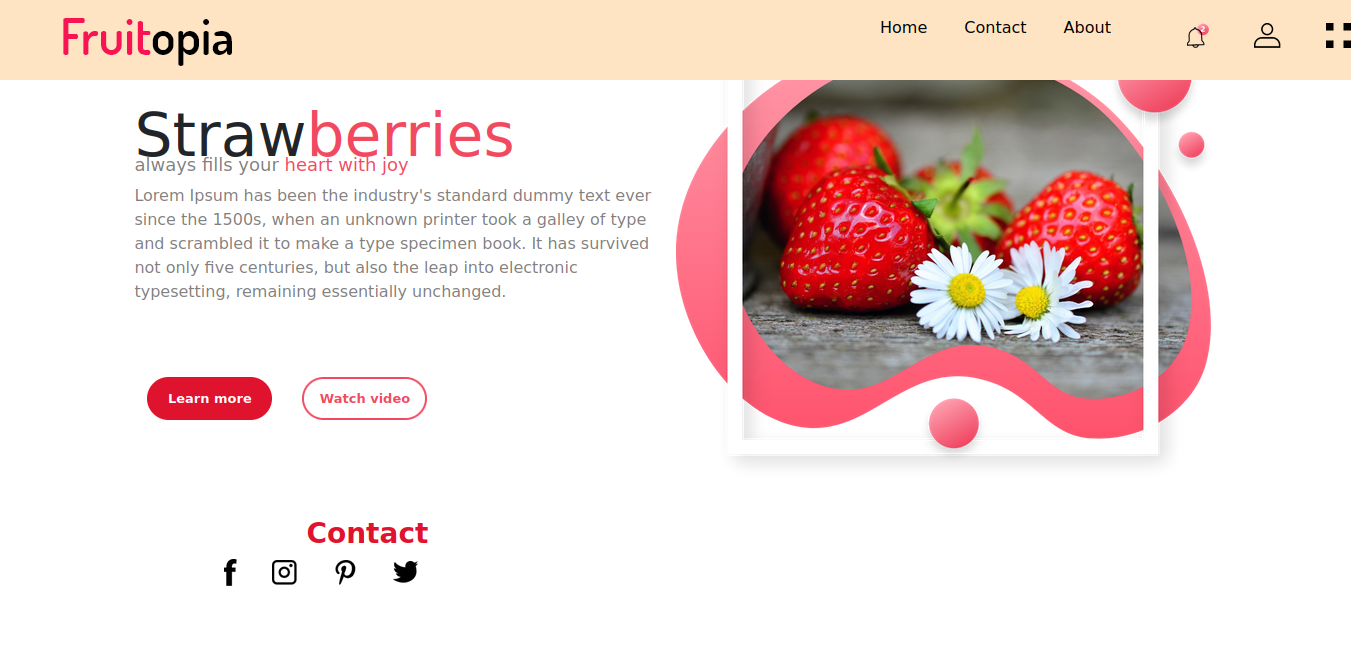 Fruitopia
Home Contact About
2
Strawberries
always fills your heart with joy
Lorem Ipsum has been the industry's standard dummy text ever
since the 1500s, when an unknown printer took a galley of type
and scrambled it to make a type specimen book. It has survived
not only five centuries, but also the leap into electronic
typesetting, remaining essentially unchanged.
Learn more Watch video
Contact